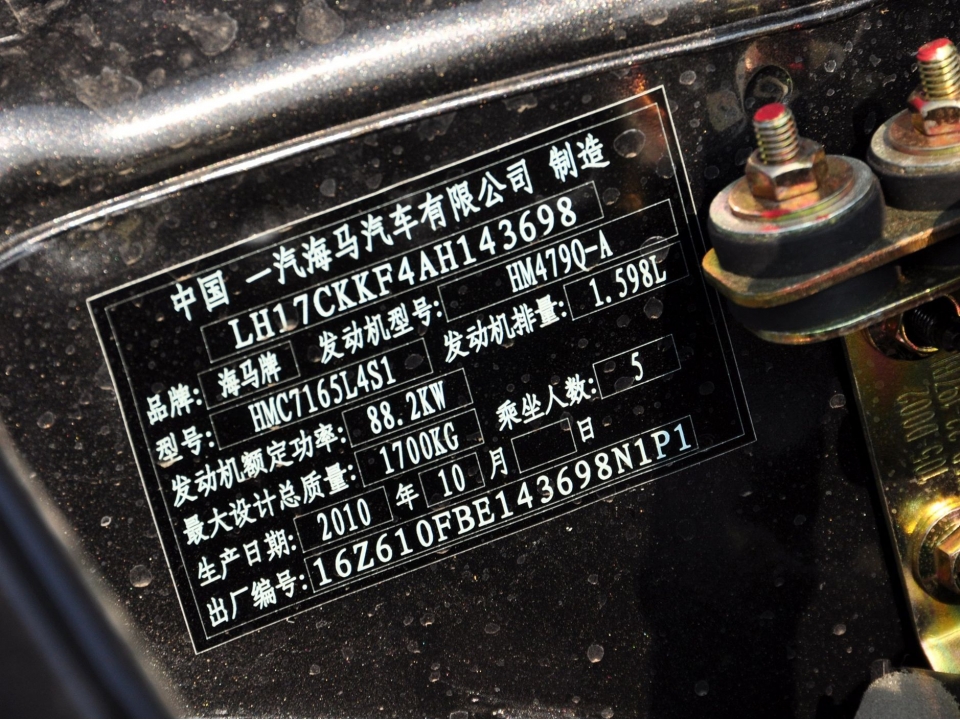 中国 一汽海马汽车有限公司 制造
LH17CKKF4AH143698
品牌: 海马牌 发动机型号: HM479Q-A
型号: HMC7165L4S1 发动机排量: 1.598L
发动机额定功率: 88.2KW
最大设计总质量: 1700KG 乘坐人数: 5
生产日期: 2010 年 10 月 日
出厂编号: 16Z610FBE143698N1P1